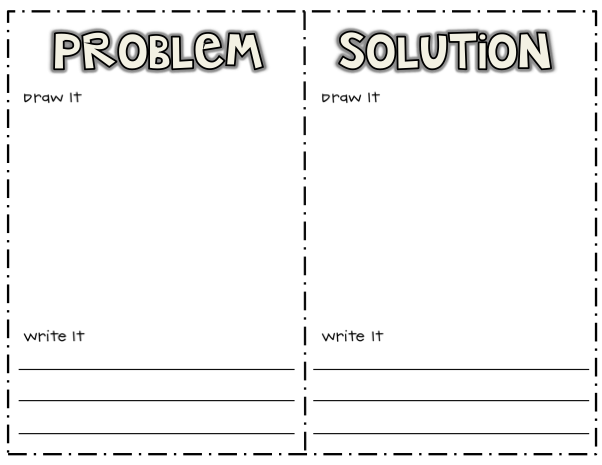 PROBLEM
Draw It
Write It
SOLUTiON
Draw It
Write It